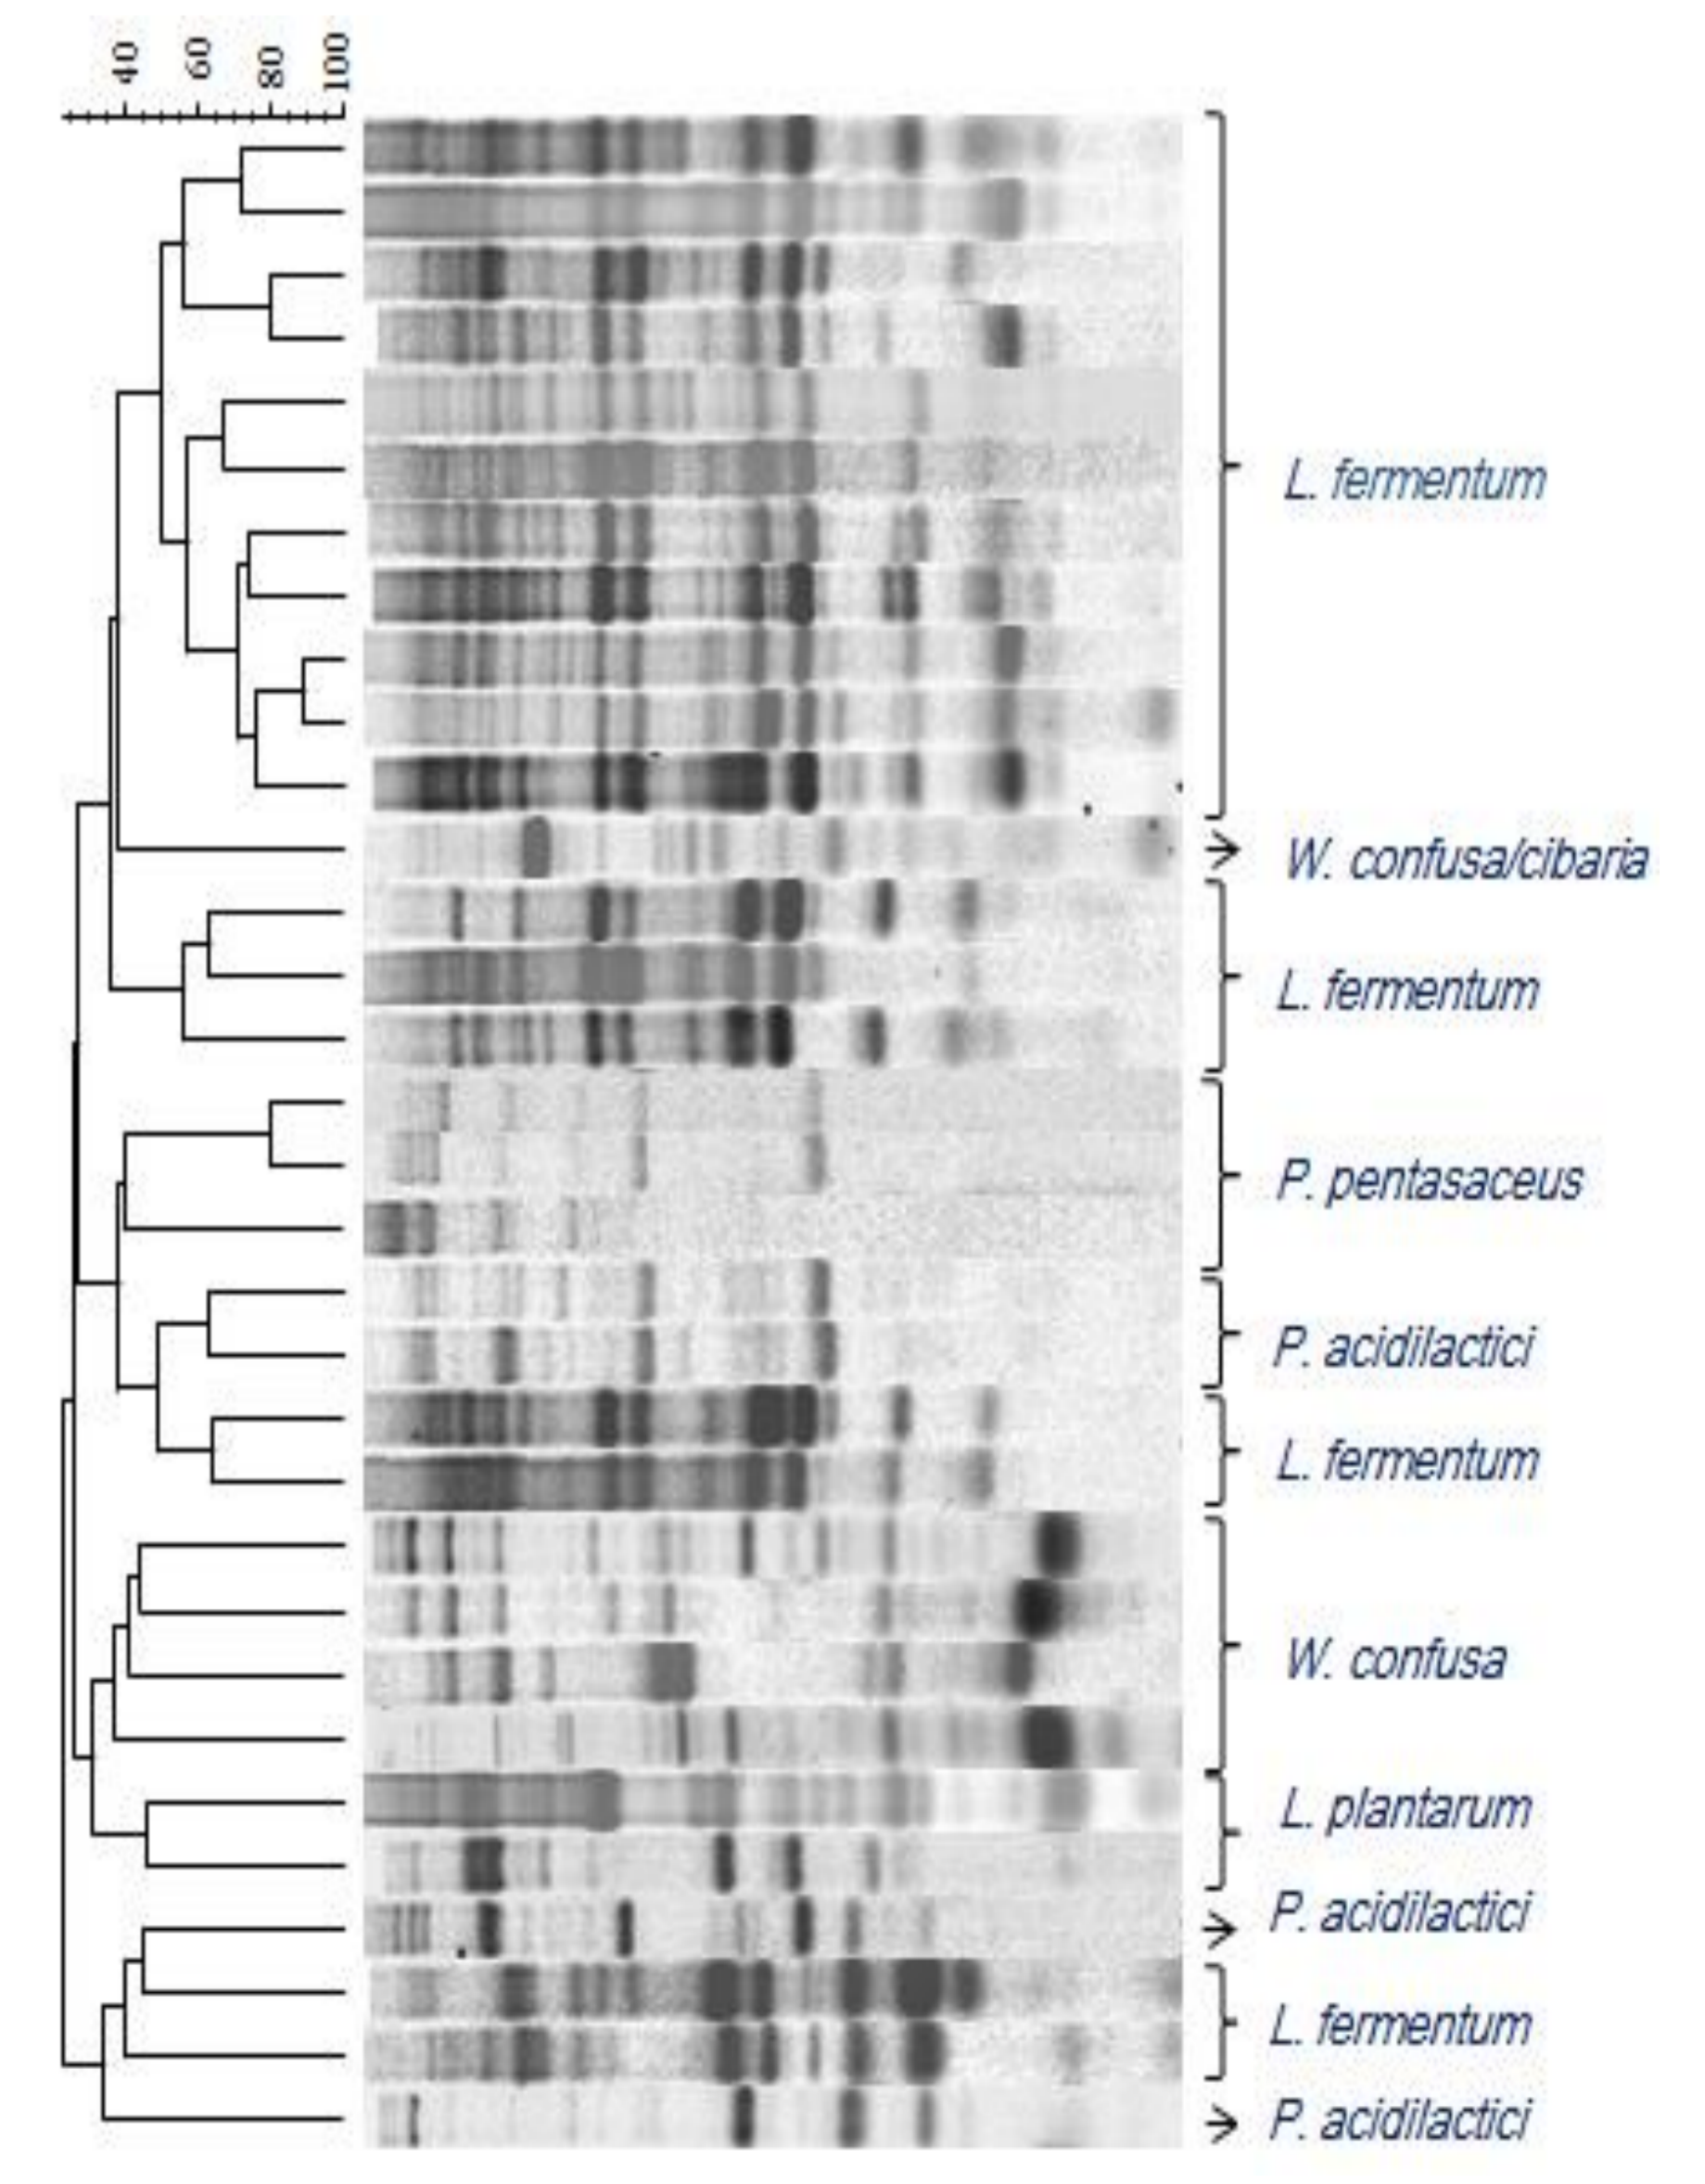 40 60 80 100
L. fermentum
W. confusa/cibaria
L. fermentum
P. pentasaceus
P. acidilactici
L. fermentum
W. confusa
L. plantarum
P. acidilactici
L. fermentum
P. acidilactici